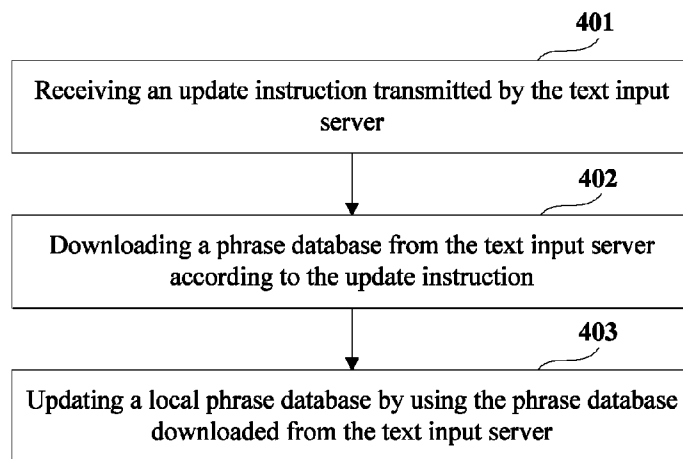 401
Receiving an update instruction transmitted by the text input
server
402
Downloading a phrase database from the text input server
according to the update instruction
403
Updating a local phrase database by using the phrase database
downloaded from the text input server